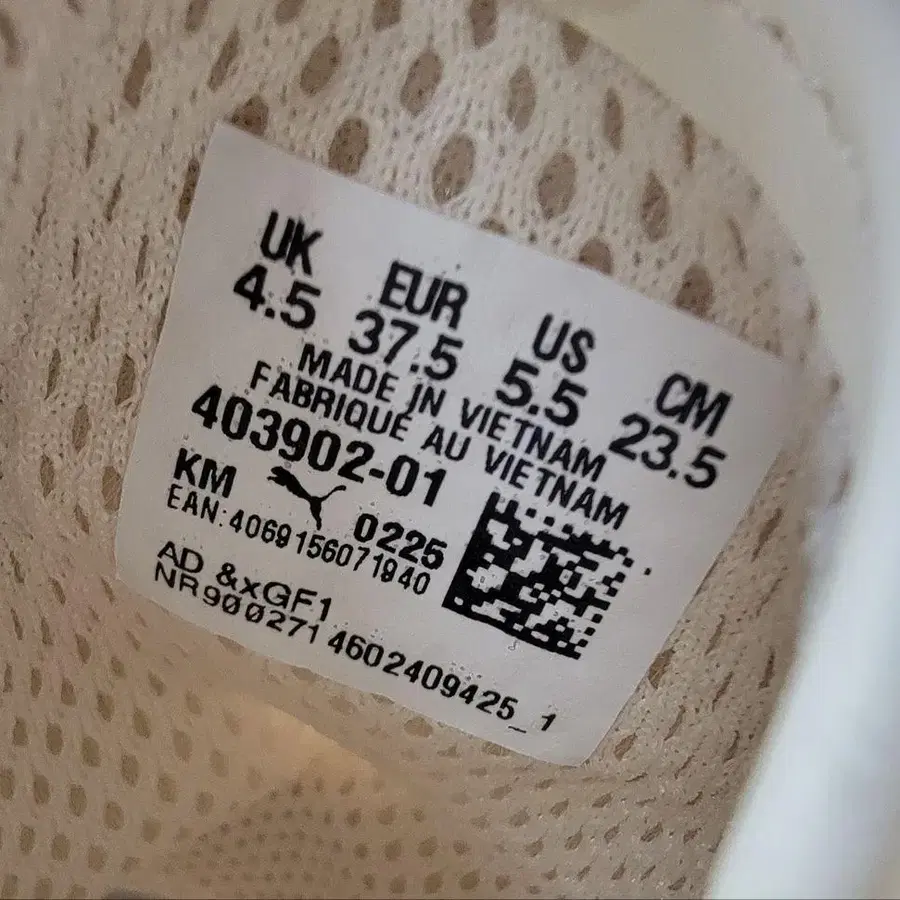 UK EUR US CM
4.5 37.5 5.5 23.5
MADE IN VIETNAM
FABRIQUE AU VIETNAM
403902-01
KM 0225
EAN:4069156071940
AD &xGF1
NR900271 4602409425_1